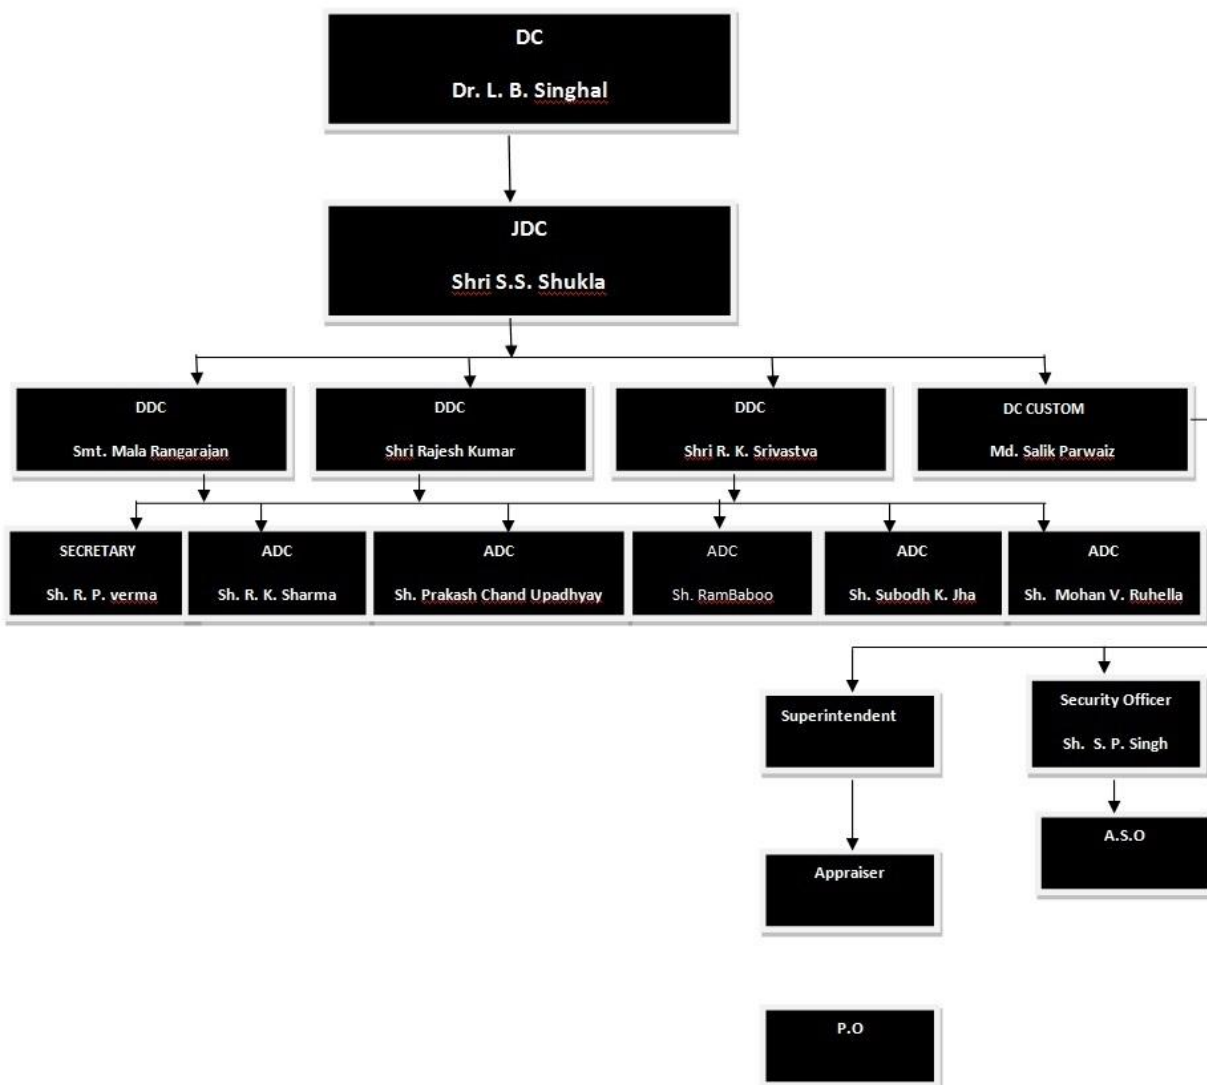 DC
Dr. L. B. Singhal
JDC
Shri S.S. Shukla
DDC
Smt. Mala Rangarajan
DDC
Shri Rajesh Kumar
DDC
Shri R. K. Srivastva
DC CUSTOM
Md. Salik Parwaiz
SECRETARY
Sh. R. P. verma
ADC
Sh. R. K. Sharma
ADC
Sh. Prakash Chand Upadhyay
ADC
Sh. RamBaboo
ADC
Sh. Subodh K. Jha
ADC
Sh. Mohan V. Ruhella
Superintendent
Security Officer
Sh. S. P. Singh
A.S.O
Appraiser
P.O